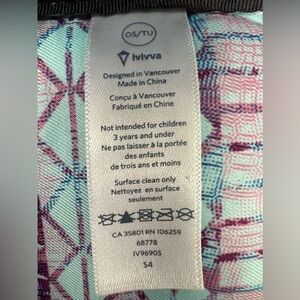 OS/TU
ivivva
Designed in Vancouver
Made in China
Conçu à Vancouver
Fabriqué en Chine
Not intended for children
3 years and under
Ne pas laisser à la portée
des enfants
de trois ans et moins
Surface clean only
Nettoyez en surface
seulement
CA 35801 RN 106259
68778
IV9690S
S4